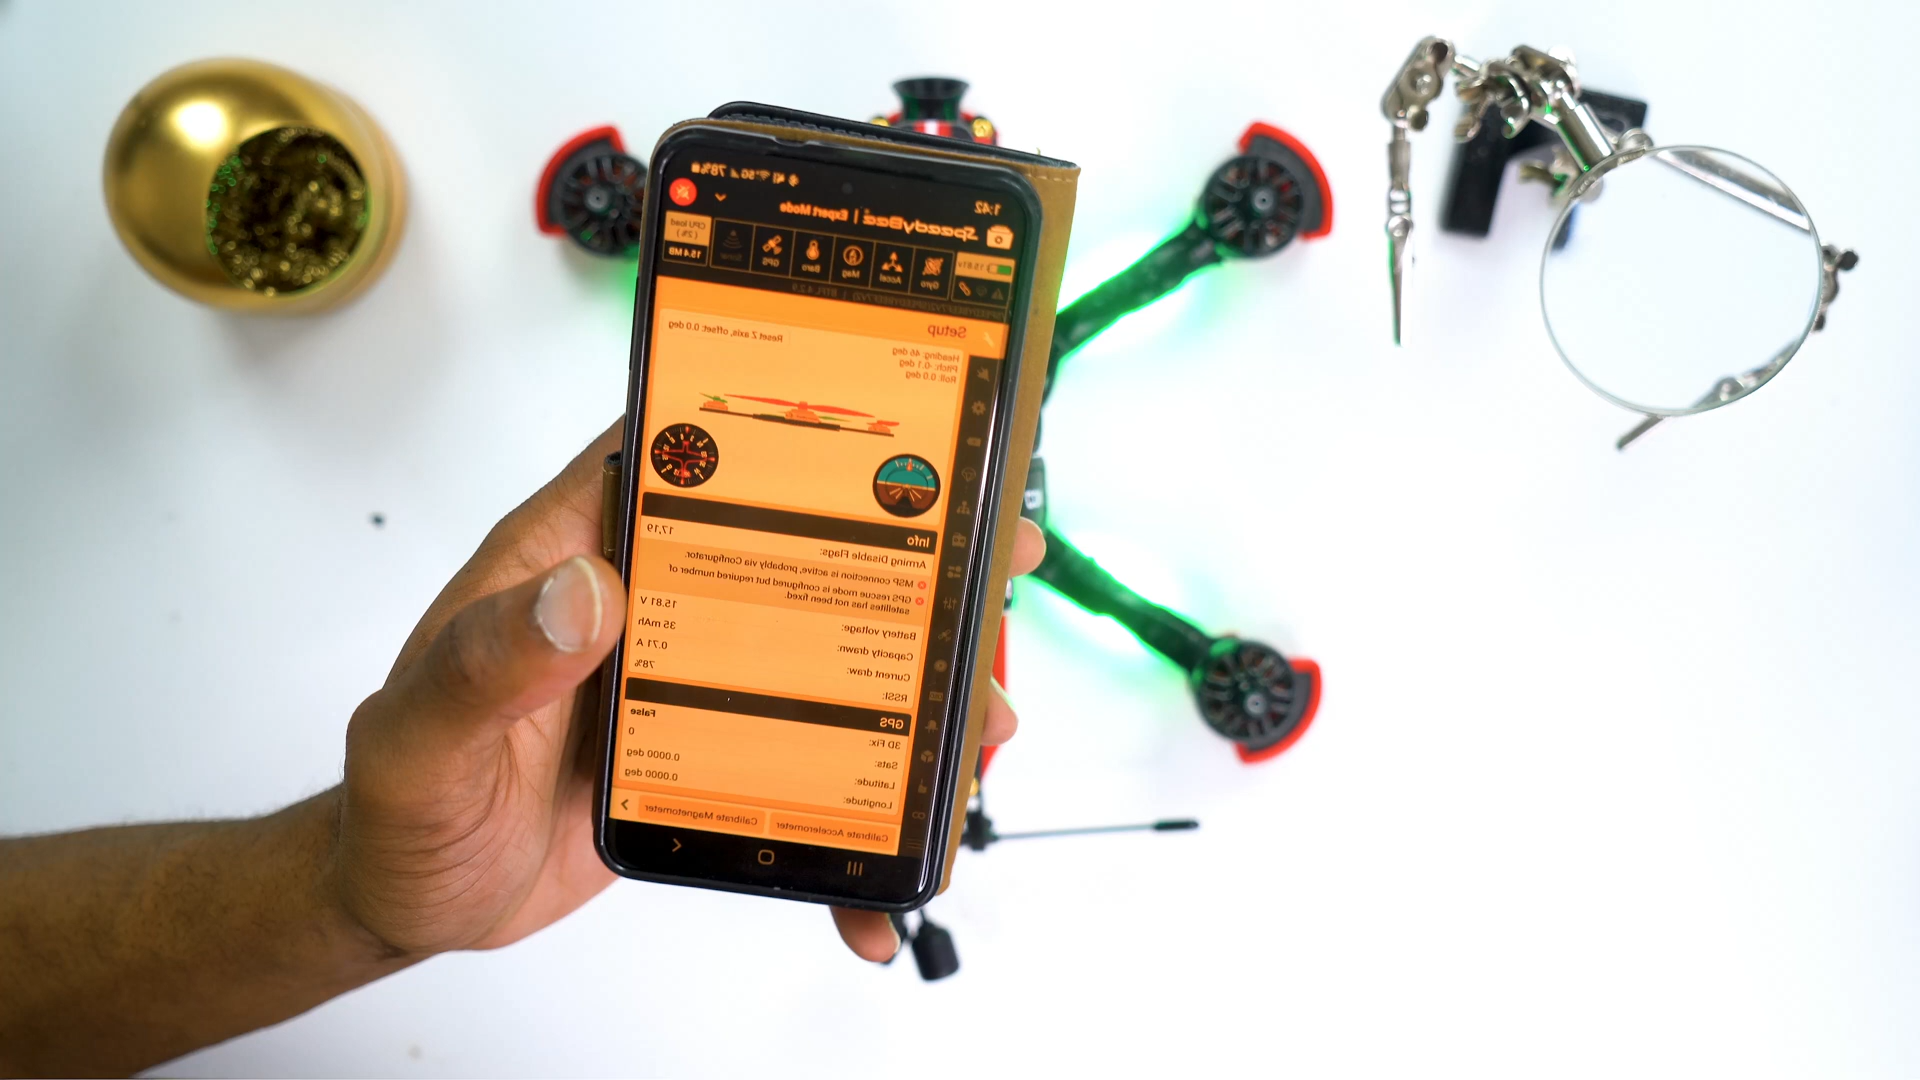 1:42 78%
SpeedyBee | Expert Mode
15.81v Gyro Accel Mag Baro GPS Sonar CPU load (2%)
15.4 MB
Setup
Heading: 46 deg
Pitch: -0.1 deg
Roll: 0.0 deg
Reset Z axis, offset: 0.0 deg
Info
Arming Disable Flags: 17,19
MSP connection is active, probably via Configurator.
GPS rescue mode is configured but required number of
satellites has not been fixed.
Battery voltage: 15.81 V
Capacity drawn: 35 mAh
Current draw: 0.71 A
RSSI: 78%
GPS
3D Fix: False
Sats: 0
Latitude: 0.0000 deg
Longitude: 0.0000 deg
Calibrate Accelerometer Calibrate Magnetometer